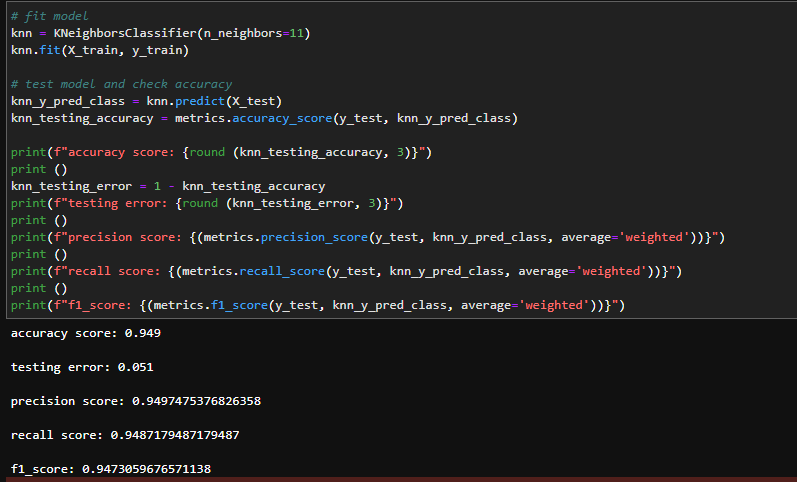 # fit model
knn = KNeighborsClassifier(n_neighbors=11)
knn.fit(X_train, y_train)
# test model and check accuracy
knn_y_pred_class = knn.predict(X_test)
knn_testing_accuracy = metrics.accuracy_score(y_test, knn_y_pred_class)
print(f"accuracy score: {round (knn_testing_accuracy, 3)}")
print ()
knn_testing_error = 1 - knn_testing_accuracy
print(f"testing error: {round (knn_testing_error, 3)}")
print ()
print(f"precision score: {(metrics.precision_score(y_test, knn_y_pred_class, average='weighted'))}")
print ()
print(f"recall score: {(metrics.recall_score(y_test, knn_y_pred_class, average='weighted'))}")
print ()
print(f"f1_score: {(metrics.f1_score(y_test, knn_y_pred_class, average='weighted'))}")
accuracy score: 0.949
testing error: 0.051
precision score: 0.9497475376826358
recall score: 0.9487179487179487
f1_score: 0.9473059676571138